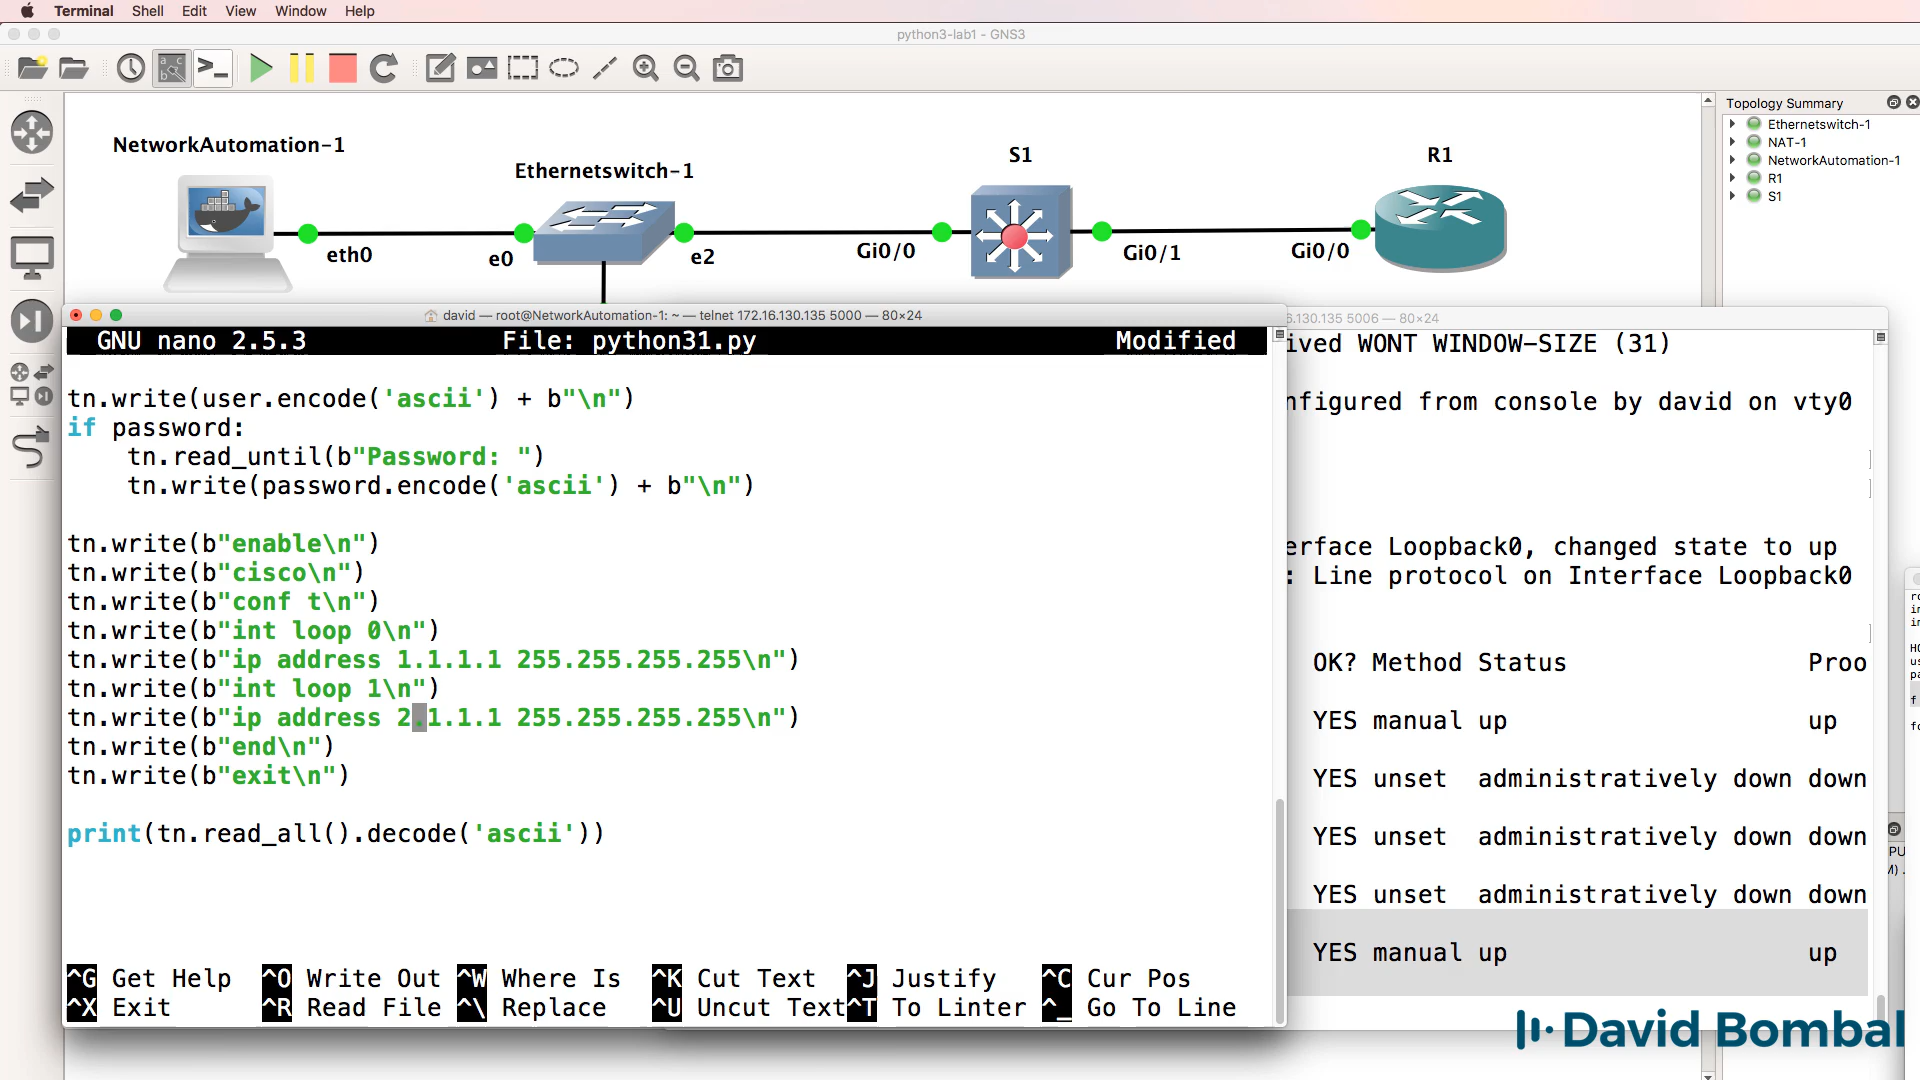 Terminal Shell Edit View Window Help
python3-lab1 - GNS3
Topology Summary
Ethernetswitch-1
NAT-1
NetworkAutomation-1
R1
S1
NetworkAutomation-1
Ethernetswitch-1
S1
R1
eth0
e0
e2
Gi0/0
Gi0/1
Gi0/0
david — root@NetworkAutomation-1: ~ — telnet 172.16.130.135 5000 — 80×24
GNU nano 2.5.3 File: python31.py Modified
tn.write(user.encode('ascii') + b"\n")
if password:
    tn.read_until(b"Password: ")
    tn.write(password.encode('ascii') + b"\n")
tn.write(b"enable\n")
tn.write(b"cisco\n")
tn.write(b"conf t\n")
tn.write(b"int loop 0\n")
tn.write(b"ip address 1.1.1.1 255.255.255.255\n")
tn.write(b"int loop 1\n")
tn.write(b"ip address 2.1.1.1 255.255.255.255\n")
tn.write(b"end\n")
tn.write(b"exit\n")
print(tn.read_all().decode('ascii'))
^G Get Help ^O Write Out ^W Where Is ^K Cut Text ^J Justify ^C Cur Pos
^X Exit ^R Read File ^\ Replace ^U Uncut Text ^T To Linter ^_ Go To Line
6.130.135 5006 — 80×24
ived WONT WINDOW-SIZE (31)
nfigured from console by david on vty0
erface Loopback0, changed state to up
: Line protocol on Interface Loopback0
OK? Method Status Proo
YES manual up up
YES unset administratively down down
YES unset administratively down down
YES unset administratively down down
YES manual up up
David Bombal